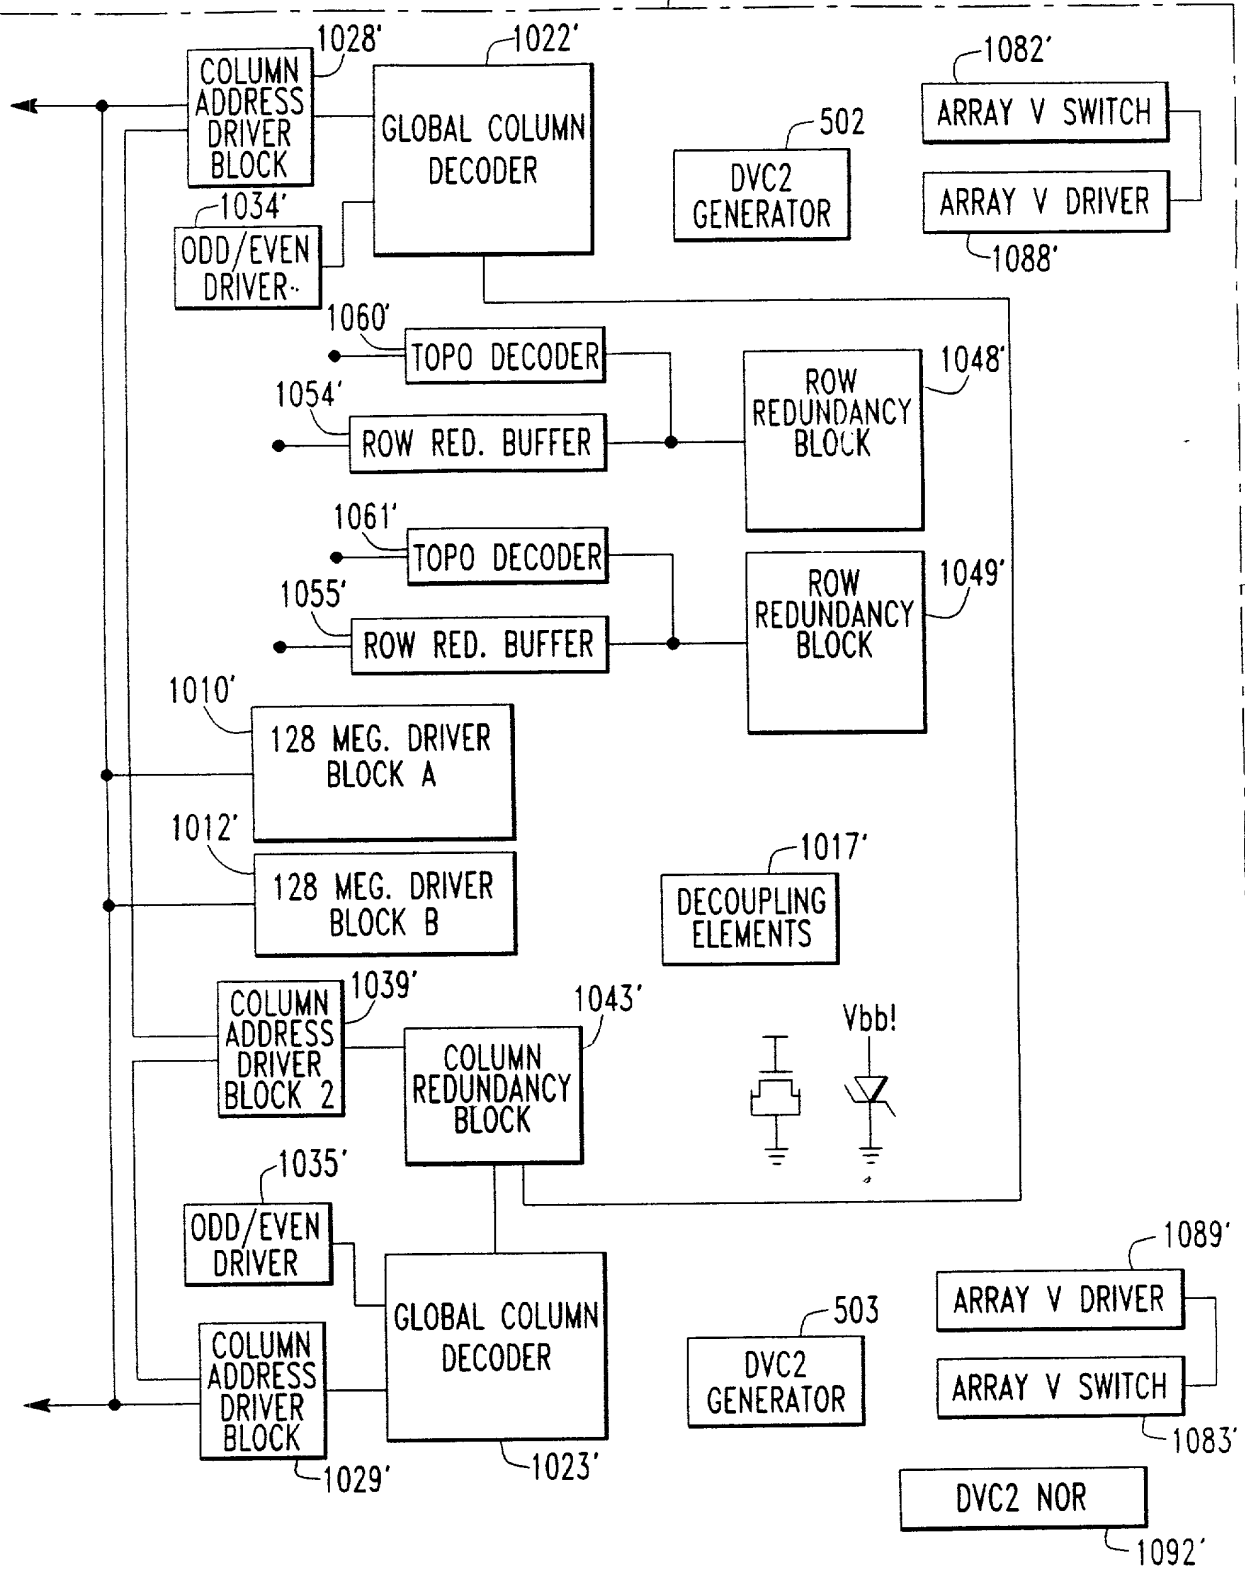 1028'
COLUMN
ADDRESS
DRIVER
BLOCK
1022'
GLOBAL COLUMN
DECODER
1082'
ARRAY V SWITCH
502
DVC2
GENERATOR
ARRAY V DRIVER
1088'
1034'
ODD/EVEN
DRIVER
1060'
TOPO DECODER
1048'
ROW
REDUNDANCY
BLOCK
1054'
ROW RED. BUFFER
1061'
TOPO DECODER
1049'
ROW
REDUNDANCY
BLOCK
1055'
ROW RED. BUFFER
1010'
128 MEG. DRIVER
BLOCK A
1012'
128 MEG. DRIVER
BLOCK B
1017'
DECOUPLING
ELEMENTS
1039'
COLUMN
ADDRESS
DRIVER
BLOCK 2
1043'
COLUMN
REDUNDANCY
BLOCK
Vbb!
1035'
ODD/EVEN
DRIVER
GLOBAL COLUMN
DECODER
1023'
COLUMN
ADDRESS
DRIVER
BLOCK
1029'
503
DVC2
GENERATOR
1089'
ARRAY V DRIVER
ARRAY V SWITCH
1083'
DVC2 NOR
1092'